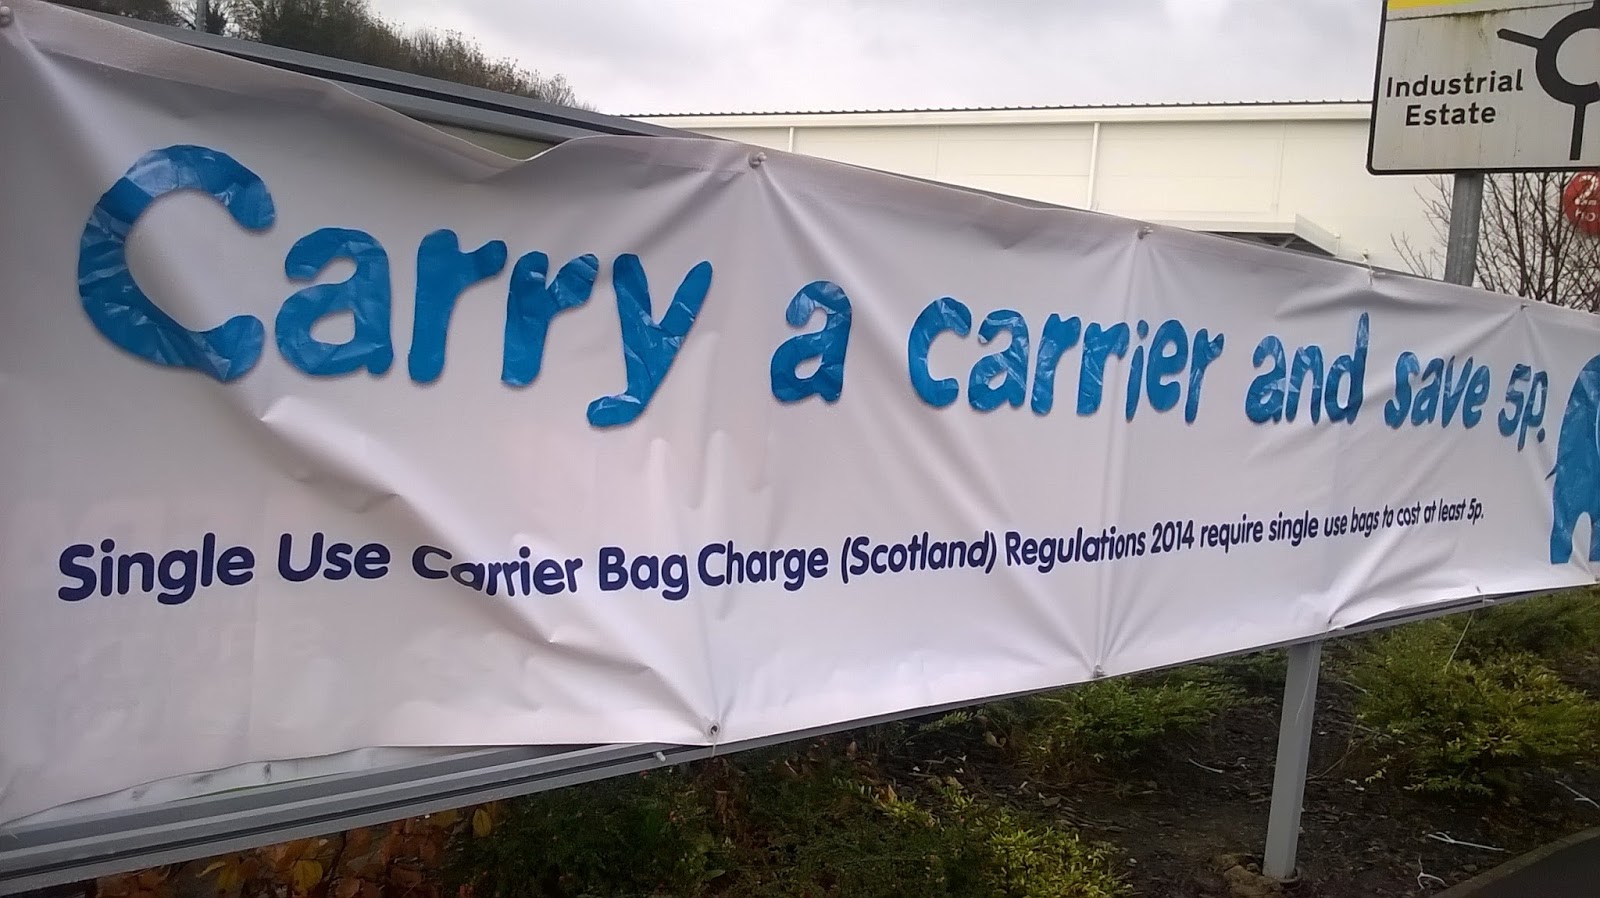 Industrial
Estate
Carry a carrier and save 5p.
Single Use Carrier Bag Charge (Scotland) Regulations 2014 require single use bags to cost at least 5p.